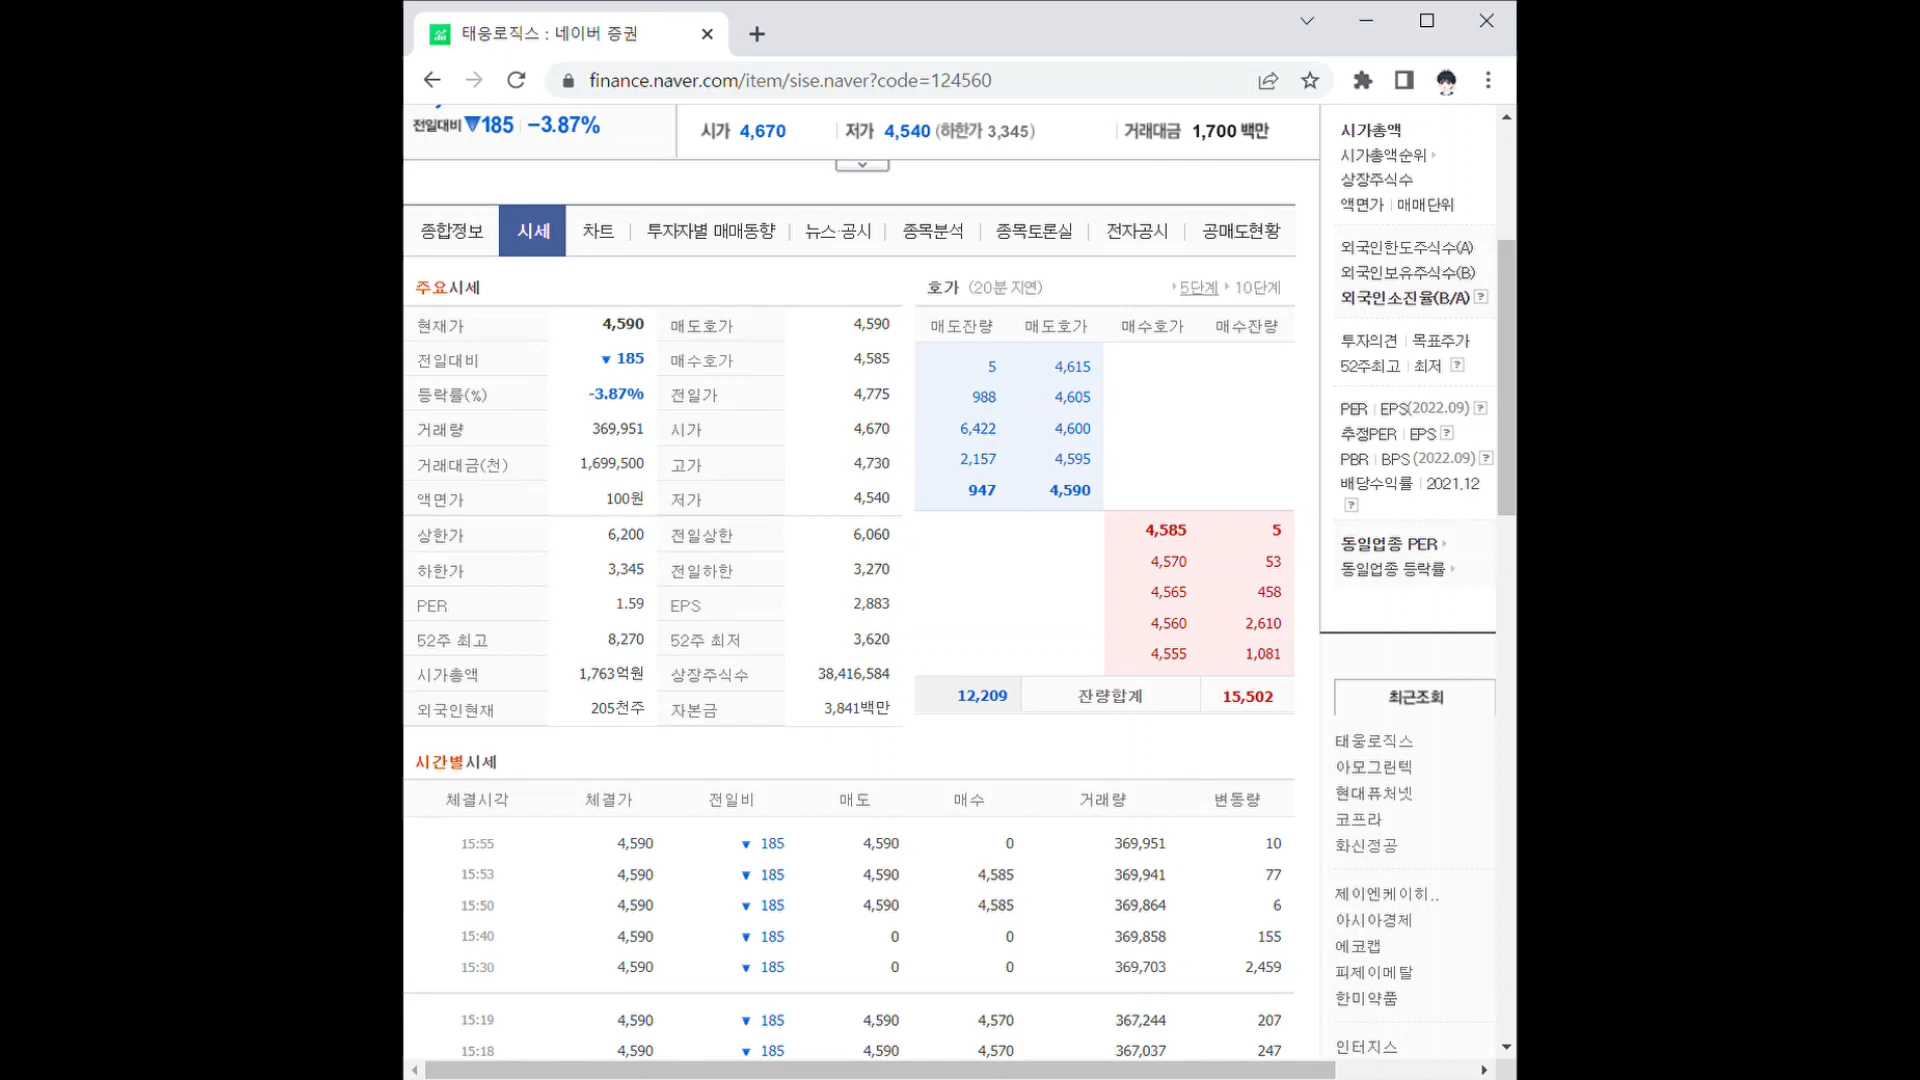 태웅로직스 : 네이버 증권
finance.naver.com/item/sise.naver?code=124560
전일대비 ▼185 | -3.87%
시가 4,670 저가 4,540 (하한가 3,345) 거래대금 1,700 백만
종합정보 시세 차트 투자자별 매매동향 뉴스·공시 종목분석 종목토론실 전자공시 공매도현황
주요시세
현재가 4,590 매도호가 4,590
전일대비 ▼ 185 매수호가 4,585
등락률(%) -3.87% 전일가 4,775
거래량 369,951 시가 4,670
거래대금(천) 1,699,500 고가 4,730
액면가 100원 저가 4,540
상한가 6,200 전일상한 6,060
하한가 3,345 전일하한 3,270
PER 1.59 EPS 2,883
52주 최고 8,270 52주 최저 3,620
시가총액 1,763억원 상장주식수 38,416,584
외국인현재 205천주 자본금 3,841백만
호가 (20분 지연) 5단계 10단계
매도잔량 매도호가 매수호가 매수잔량
5 4,615
988 4,605
6,422 4,600
2,157 4,595
947 4,590
4,585 5
4,570 53
4,565 458
4,560 2,610
4,555 1,081
12,209 잔량합계 15,502
시간별시세
체결시각 체결가 전일비 매도 매수 거래량 변동량
15:55 4,590 ▼ 185 4,590 0 369,951 10
15:53 4,590 ▼ 185 4,590 4,585 369,941 77
15:50 4,590 ▼ 185 4,590 4,585 369,864 6
15:40 4,590 ▼ 185 0 0 369,858 155
15:30 4,590 ▼ 185 0 0 369,703 2,459
15:19 4,590 ▼ 185 4,590 4,570 367,244 207
15:18 4,590 ▼ 185 4,590 4,570 367,037 247
시가총액
시가총액순위
상장주식수
액면가 | 매매단위
외국인한도주식수(A)
외국인보유주식수(B)
외국인소진율(B/A) ?
투자의견 | 목표주가
52주최고 | 최저 ?
PER | EPS(2022.09) ?
추정PER | EPS ?
PBR | BPS (2022.09) ?
배당수익률 | 2021.12
?
동일업종 PER
동일업종 등락률
최근조회
태웅로직스
아모그린텍
현대퓨처넷
코프라
화신정공
제이엔케이히..
아시아경제
에코캡
피제이메탈
한미약품
인터지스